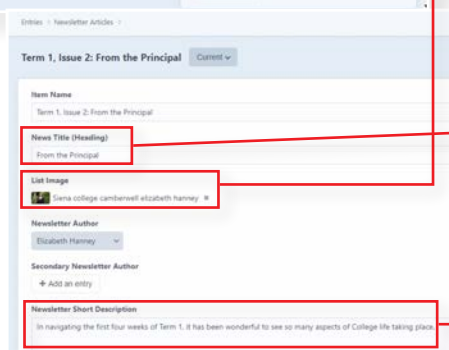 Entries > Newsletter Articles >
Term 1, Issue 2: From the Principal Current
Item Name
Term 1, Issue 2: From the Principal
News Title (Heading)
From the Principal
List Image
Siena college camberwell elizabeth hanney ×
Newsletter Author
Elizabeth Hanney
Secondary Newsletter Author
+ Add an entry
Newsletter Short Description
In navigating the first four weeks of Term 1, it has been wonderful to see so many aspects of College life taking place,